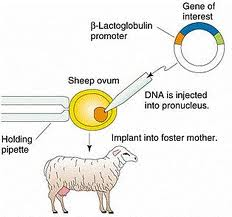 Gene of
interest
β-Lactoglobulin
promoter
Sheep ovum
DNA is injected
into pronucleus.
Holding
pipette
Implant into foster mother.